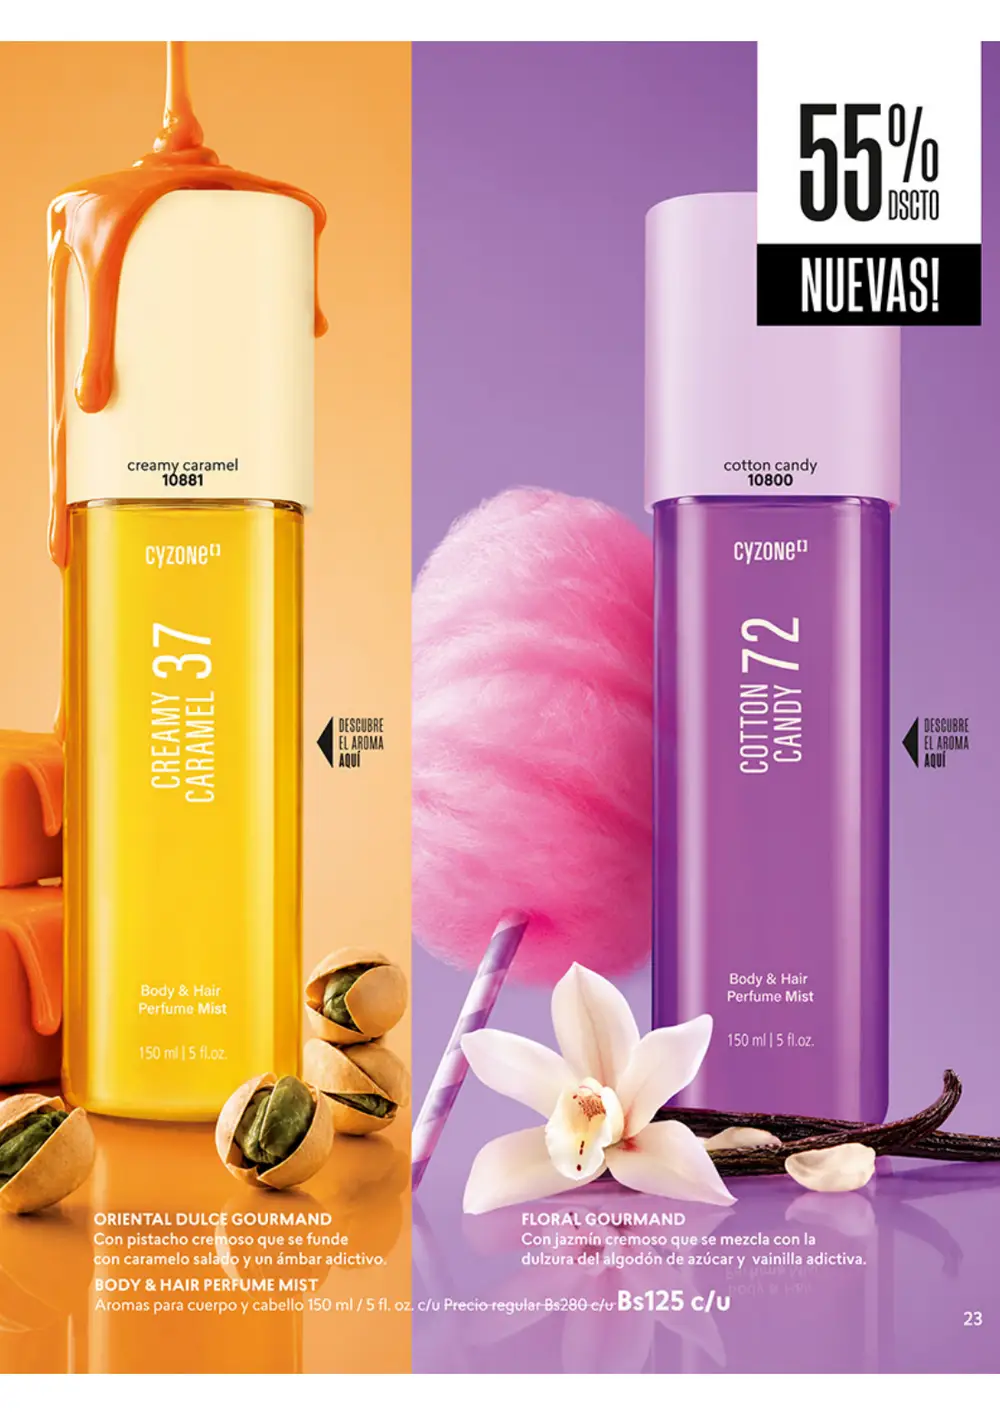 55% DSCTO
NUEVAS!
creamy caramel
10881
cyzone[]
CREAMY
CARAMEL 37
DESCUBRE
EL AROMA
AQUÍ
Body & Hair
Perfume Mist
150 ml | 5 fl.oz.
cotton candy
10800
cyzone[]
COTTON
CANDY 72
DESCUBRE
EL AROMA
AQUÍ
Body & Hair
Perfume Mist
150 ml | 5 fl.oz.
ORIENTAL DULCE GOURMAND
Con pistacho cremoso que se funde
con caramelo salado y un ámbar adictivo.
FLORAL GOURMAND
Con jazmín cremoso que se mezcla con la
dulzura del algodón de azúcar y vainilla adictiva.
BODY & HAIR PERFUME MIST
Aromas para cuerpo y cabello 150 ml / 5 fl. oz. c/u Precio regular Bs280 c/u Bs125 c/u
23